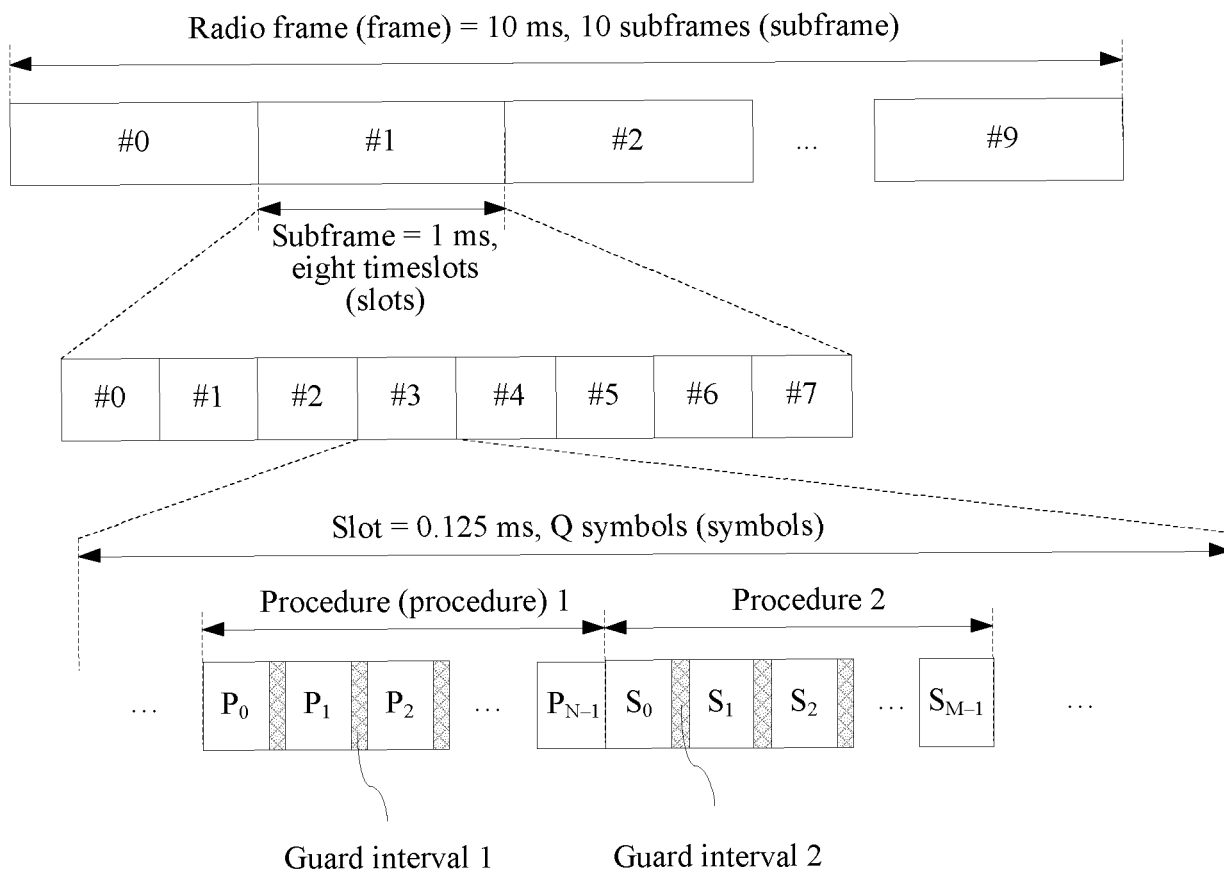 Radio frame (frame) = 10 ms, 10 subframes (subframe)
#0 #1 #2 ... #9
Subframe = 1 ms,
eight timeslots
(slots)
#0 #1 #2 #3 #4 #5 #6 #7
Slot = 0.125 ms, Q symbols (symbols)
Procedure (procedure) 1 Procedure 2
... P0 P1 P2 ... PN–1 S0 S1 S2 ... SM–1 ...
Guard interval 1 Guard interval 2